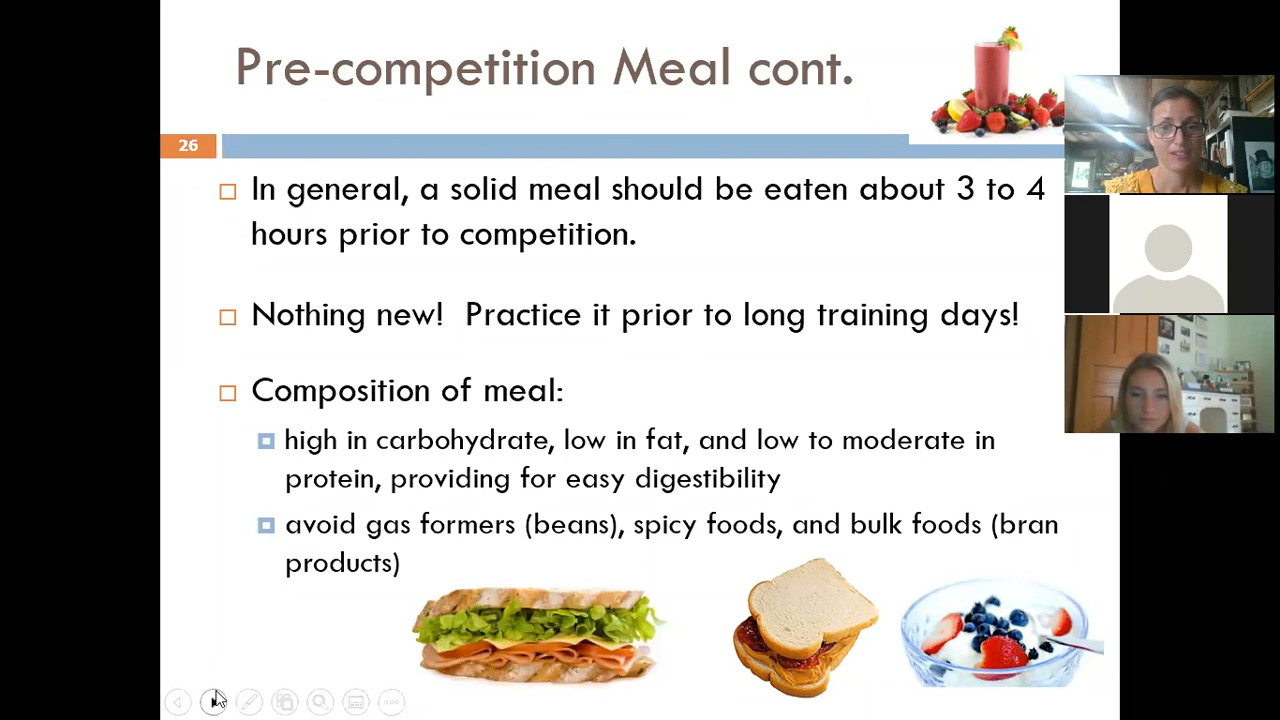 Pre-competition Meal cont.
26
In general, a solid meal should be eaten about 3 to 4
hours prior to competition.
Nothing new! Practice it prior to long training days!
Composition of meal:
high in carbohydrate, low in fat, and low to moderate in
protein, providing for easy digestibility
avoid gas formers (beans), spicy foods, and bulk foods (bran
products)